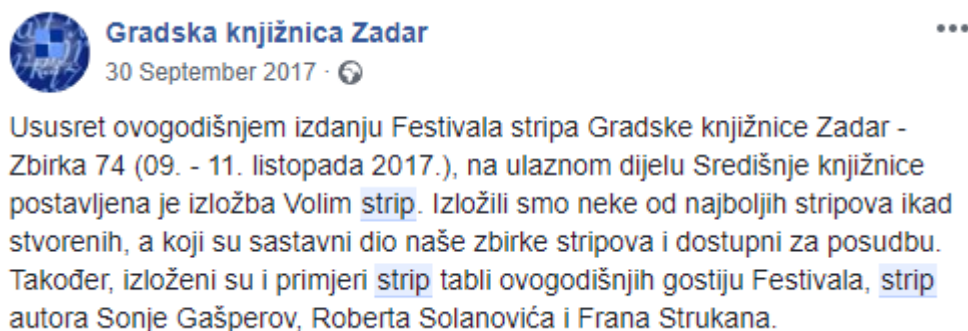 Gradska knjižnica Zadar
30 September 2017 ·
Ususret ovogodišnjem izdanju Festivala stripa Gradske knjižnice Zadar -
Zbirka 74 (09. - 11. listopada 2017.), na ulaznom dijelu Središnje knjižnice
postavljena je izložba Volim strip. Izložili smo neke od najboljih stripova ikad
stvorenih, a koji su sastavni dio naše zbirke stripova i dostupni za posudbu.
Također, izloženi su i primjeri strip tabli ovogodišnjih gostiju Festivala, strip
autora Sonje Gašperov, Roberta Solanovića i Frana Strukana.